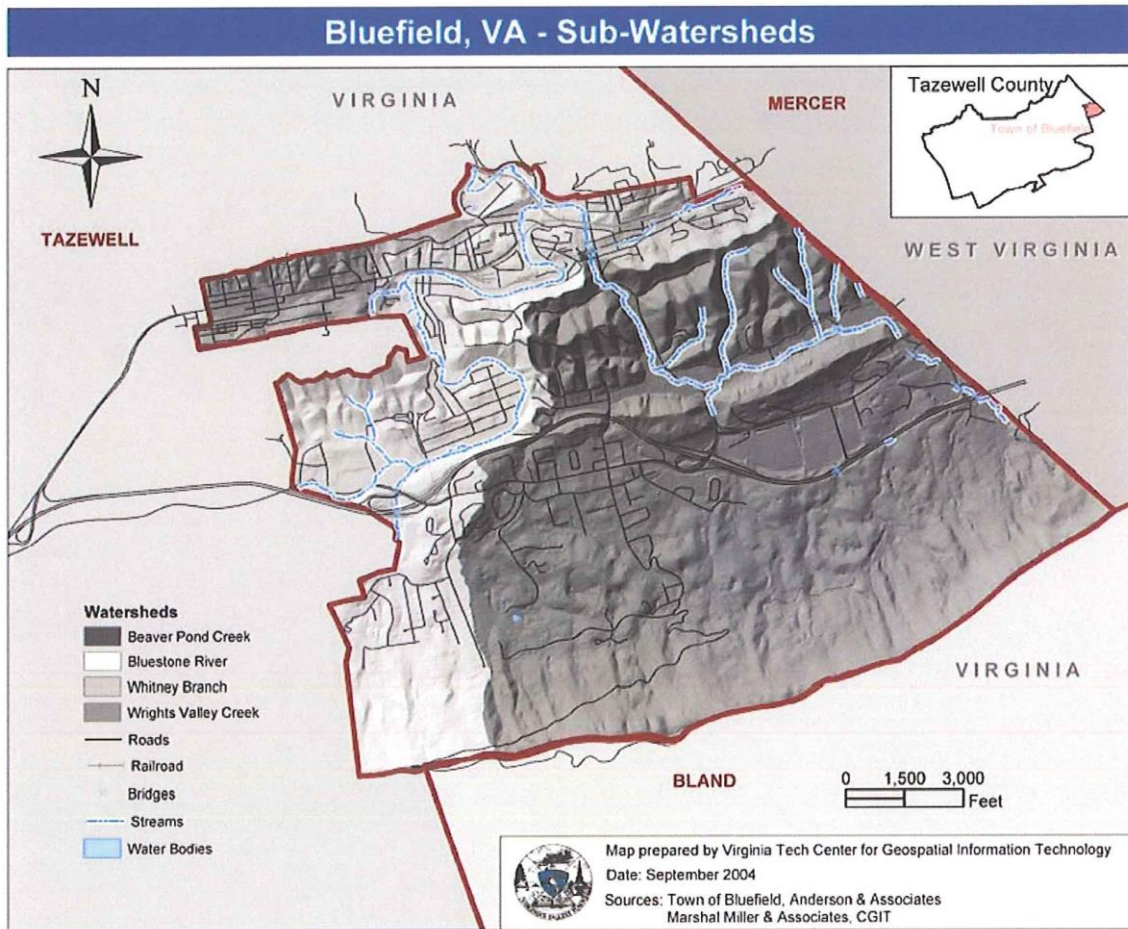 Bluefield, VA - Sub-Watersheds
N
VIRGINIA
MERCER
Tazewell County
Town of Bluefield
TAZEWELL
WEST VIRGINIA
VIRGINIA
BLAND
Watersheds
Beaver Pond Creek
Bluestone River
Whitney Branch
Wrights Valley Creek
Roads
Railroad
Bridges
Streams
Water Bodies
0 1,500 3,000
Feet
Map prepared by Virginia Tech Center for Geospatial Information Technology
Date: September 2004
Sources: Town of Bluefield, Anderson & Associates
Marshal Miller & Associates, CGIT